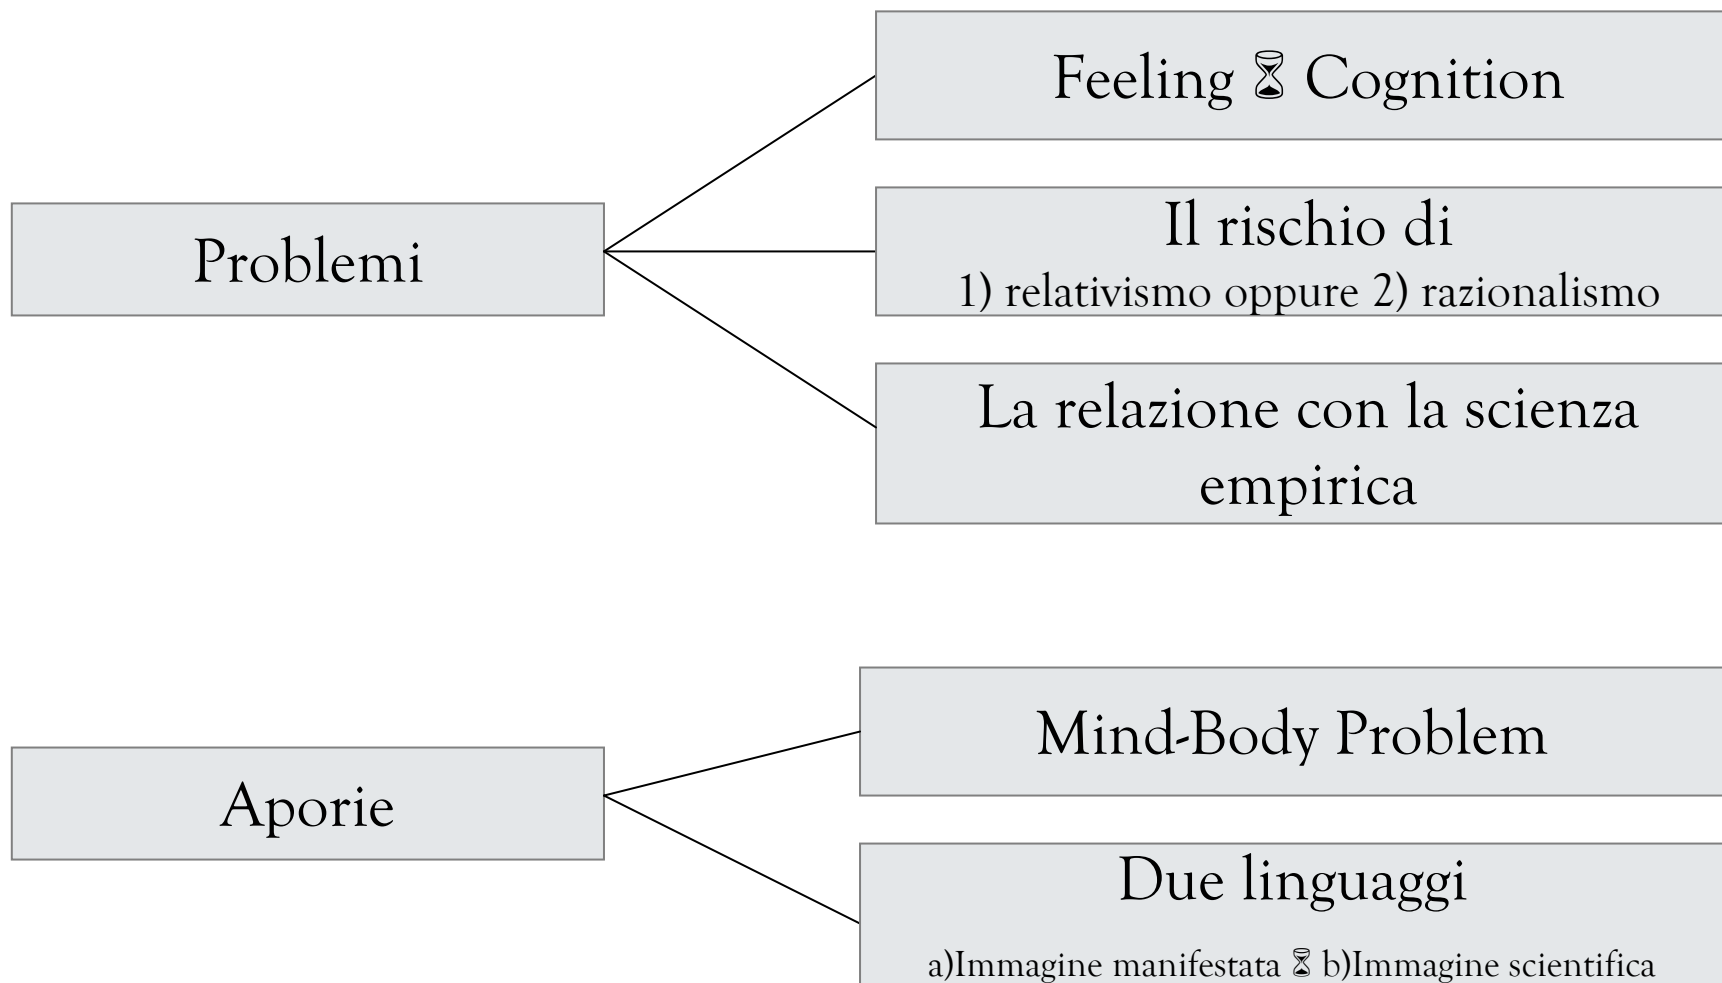 Feeling ⌛ Cognition
Problemi
Il rischio di
1) relativismo oppure 2) razionalismo
La relazione con la scienza
empirica
Mind-Body Problem
Aporie
Due linguaggi
a)Immagine manifestata ⌛ b)Immagine scientifica